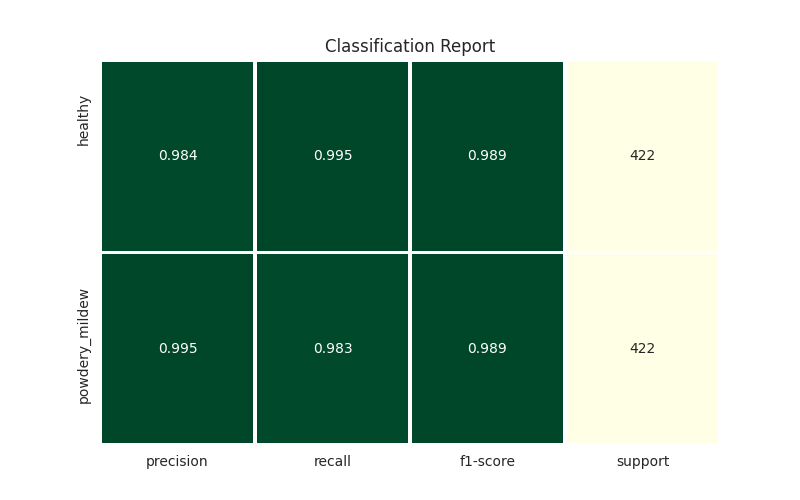 Classification Report
healthy
0.984 0.995 0.989 422
powdery_mildew
0.995 0.983 0.989 422
precision recall f1-score support